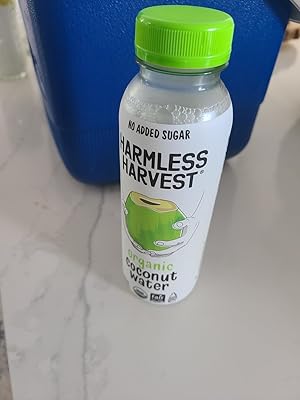 NO ADDED SUGAR
HARMLESS
HARVEST®
organic
coconut
water